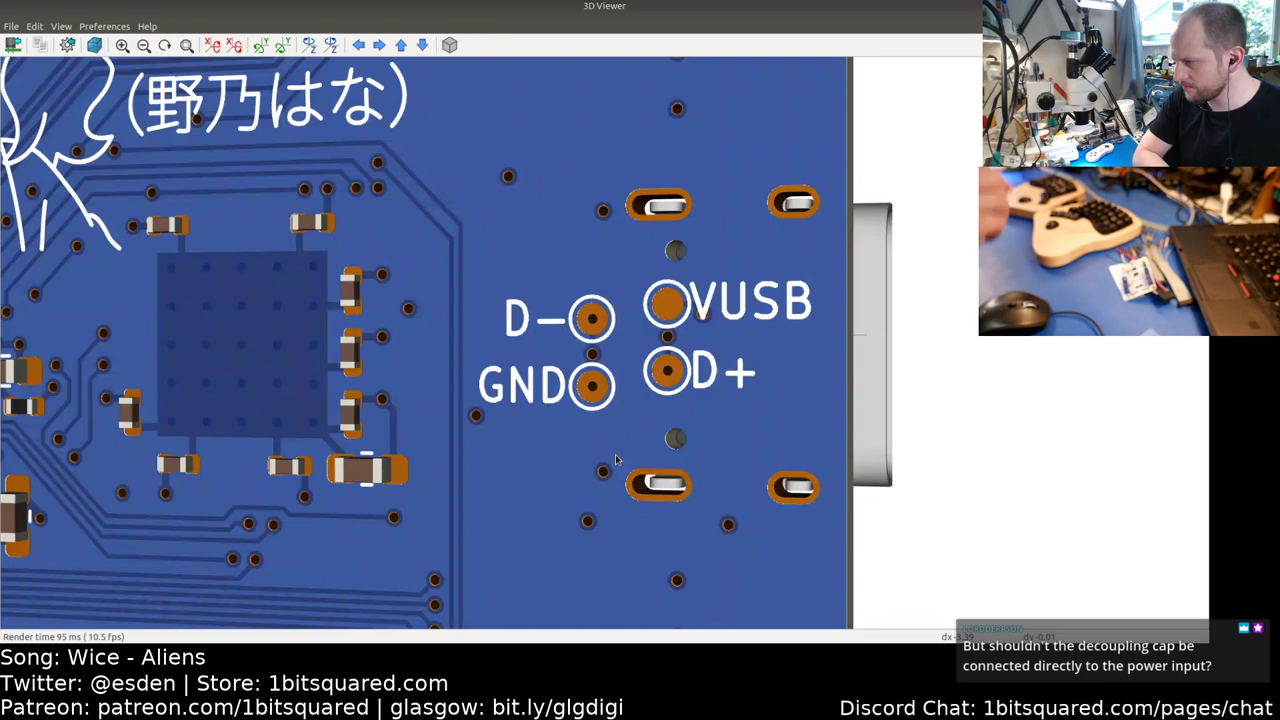 3D Viewer
File Edit View Preferences Help
(野乃はな)
D-
VUSB
GND
D+
Render time 95 ms ( 10.5 fps)
Song: Wice - Aliens
Twitter: @esden | Store: 1bitsquared.com
Patreon: patreon.com/1bitsquared | glasgow: bit.ly/glgdigi
But shouldn't the decoupling cap be
connected directly to the power input?
Discord Chat: 1bitsquared.com/pages/chat